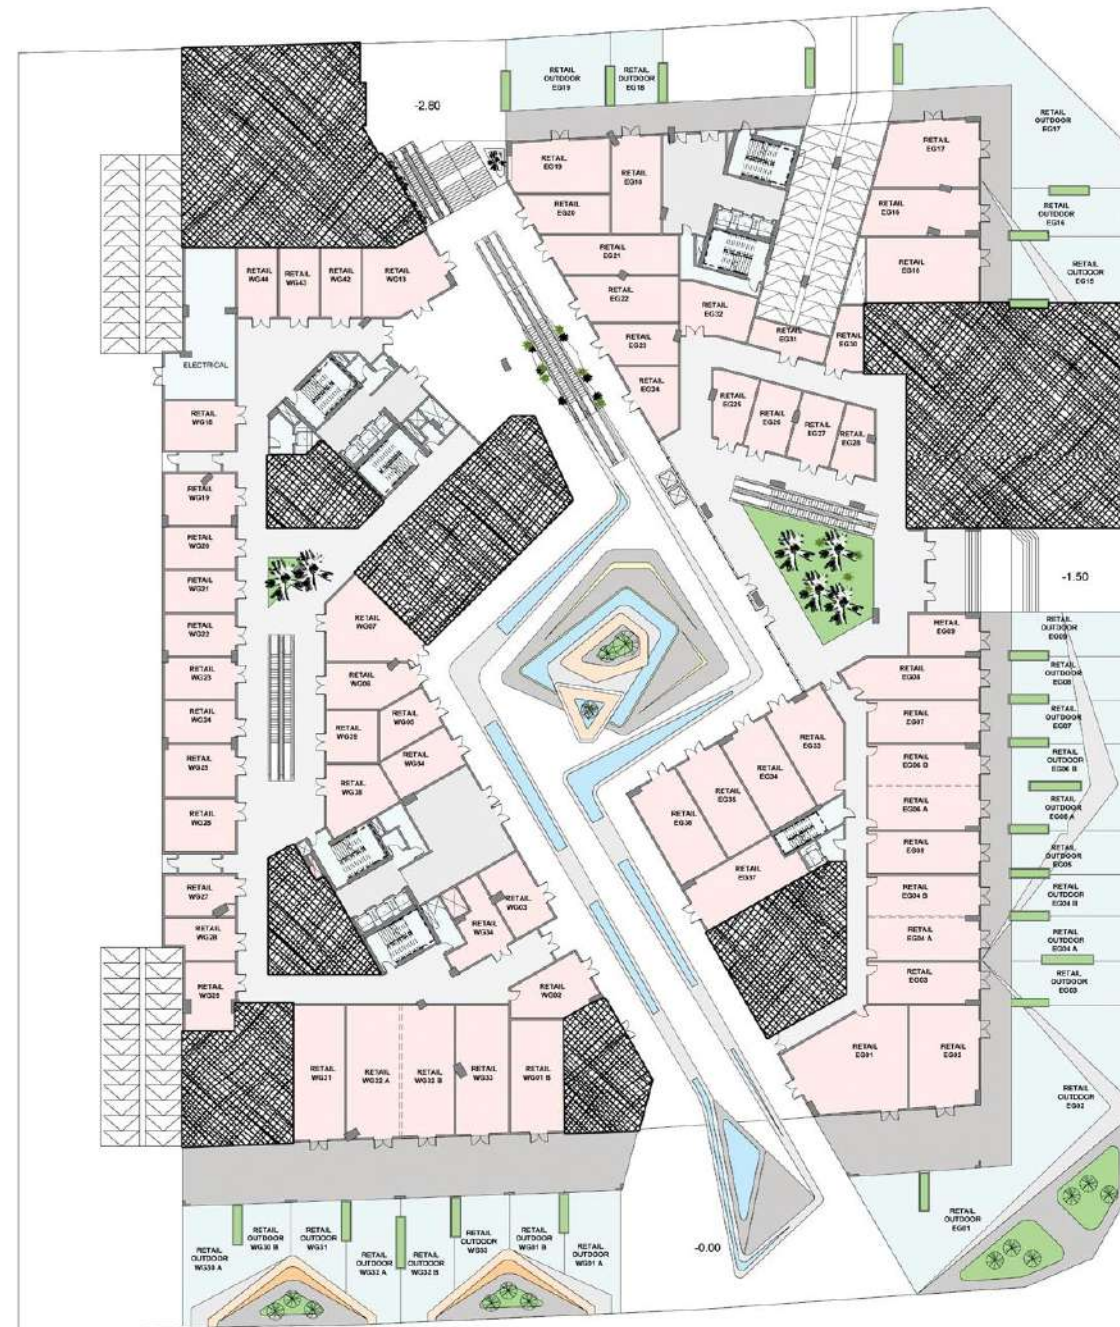 RETAIL
OUTDOOR
EG19
RETAIL
OUTDOOR
EG18
-2.80
RETAIL
OUTDOOR
EG17
RETAIL
EG19
RETAIL
EG18
RETAIL
EG17
RETAIL
EG20
RETAIL
EG16
RETAIL
OUTDOOR
EG16
RETAIL
EG21
RETAIL
WG44
RETAIL
WG43
RETAIL
WG42
RETAIL
WG13
RETAIL
EG22
RETAIL
RETAIL
OUTDOOR
EG15
RETAIL
EG32
RETAIL
EG31
RETAIL
EG30
RETAIL
EG23
ELECTRICAL
RETAIL
EG24
RETAIL
EG25
RETAIL
EG26
RETAIL
EG27
RETAIL
EG28
RETAIL
WG18
RETAIL
WG19
RETAIL
WG20
RETAIL
WG21
-1.50
RETAIL
WG22
RETAIL
WG07
RETAIL
EG09
RETAIL
OUTDOOR
EG09
RETAIL
WG23
RETAIL
WG06
RETAIL
EG08
RETAIL
OUTDOOR
EG08
RETAIL
WG24
RETAIL
WG05
RETAIL
EG07
RETAIL
OUTDOOR
EG07
RETAIL
RETAIL
WG04
RETAIL
EG33
RETAIL
WG25
RETAIL
EG34
RETAIL
EG06 B
RETAIL
OUTDOOR
EG06 B
RETAIL
RETAIL
EG35
RETAIL
EG06 A
RETAIL
OUTDOOR
EG06 A
RETAIL
WG26
RETAIL
EG36
RETAIL
EG05
RETAIL
OUTDOOR
EG05
RETAIL
EG37
RETAIL
WG27
RETAIL
WG03
RETAIL
EG04 B
RETAIL
OUTDOOR
EG04 B
RETAIL
WG28
RETAIL
WG34
RETAIL
EG04 A
RETAIL
OUTDOOR
EG04 A
RETAIL
WG29
RETAIL
WG02
RETAIL
EG03
RETAIL
OUTDOOR
EG03
RETAIL
WG31
RETAIL
WG32 A
RETAIL
WG32 B
RETAIL
WG33
RETAIL
WG01 B
RETAIL
EG01
RETAIL
EG02
RETAIL
OUTDOOR
EG02
RETAIL
OUTDOOR
EG01
RETAIL
OUTDOOR
WG30 A
RETAIL
OUTDOOR
WG30 B
RETAIL
OUTDOOR
WG31
RETAIL
OUTDOOR
WG32 A
RETAIL
OUTDOOR
WG32 B
RETAIL
OUTDOOR
WG33
RETAIL
OUTDOOR
WG01 B
RETAIL
OUTDOOR
WG01 A
-0.00